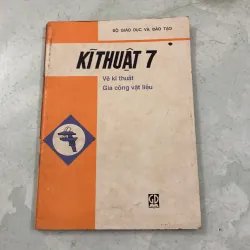 BỘ GIÁO DỤC VÀ ĐÀO TẠO
KĨ THUẬT 7
Vẽ kĩ thuật
Gia công vật liệu